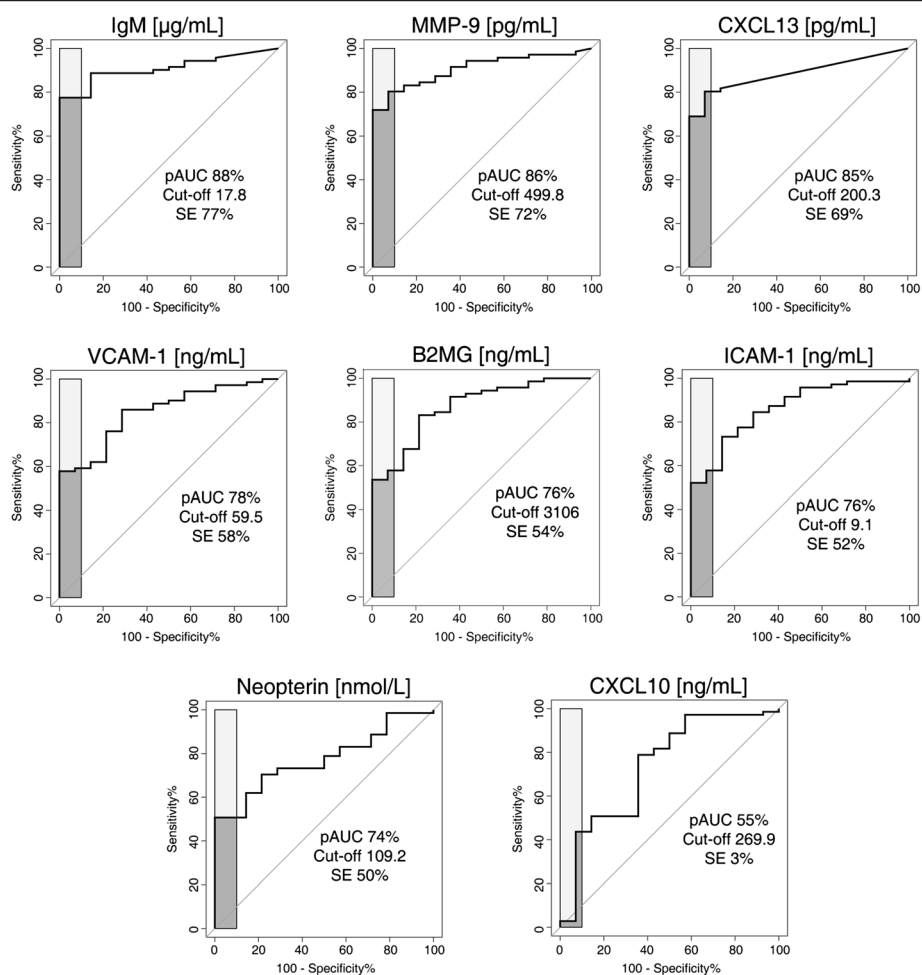 IgM [µg/mL]
MMP-9 [pg/mL]
CXCL13 [pg/mL]
Sensitivity%
0 20 40 60 80 100
pAUC 88%
Cut-off 17.8
SE 77%
0 20 40 60 80 100
100 - Specificity%
Sensitivity%
0 20 40 60 80 100
pAUC 86%
Cut-off 499.8
SE 72%
0 20 40 60 80 100
100 - Specificity%
Sensitivity%
0 20 40 60 80 100
pAUC 85%
Cut-off 200.3
SE 69%
0 20 40 60 80 100
100 - Specificity%
VCAM-1 [ng/mL]
B2MG [ng/mL]
ICAM-1 [ng/mL]
Sensitivity%
0 20 40 60 80 100
pAUC 78%
Cut-off 59.5
SE 58%
0 20 40 60 80 100
100 - Specificity%
Sensitivity%
0 20 40 60 80 100
pAUC 76%
Cut-off 3106
SE 54%
0 20 40 60 80 100
100 - Specificity%
Sensitivity%
0 20 40 60 80 100
pAUC 76%
Cut-off 9.1
SE 52%
0 20 40 60 80 100
100 - Specificity%
Neopterin [nmol/L]
CXCL10 [ng/mL]
Sensitivity%
0 20 40 60 80 100
pAUC 74%
Cut-off 109.2
SE 50%
0 20 40 60 80 100
100 - Specificity%
Sensitivity%
0 20 40 60 80 100
pAUC 55%
Cut-off 269.9
SE 3%
0 20 40 60 80 100
100 - Specificity%